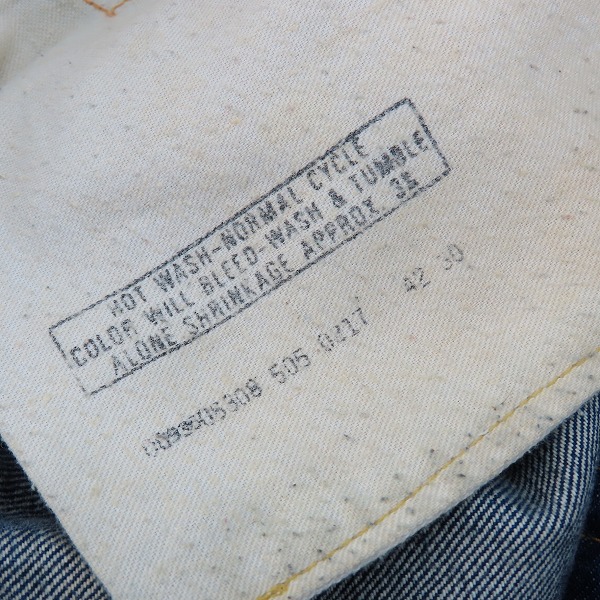 HOT WASH-NORMAL CYCLE
COLOR WILL BLEED-WASH & TUMBLE
ALONE SHRINKAGE APPROX 3%
505 0217 42 30